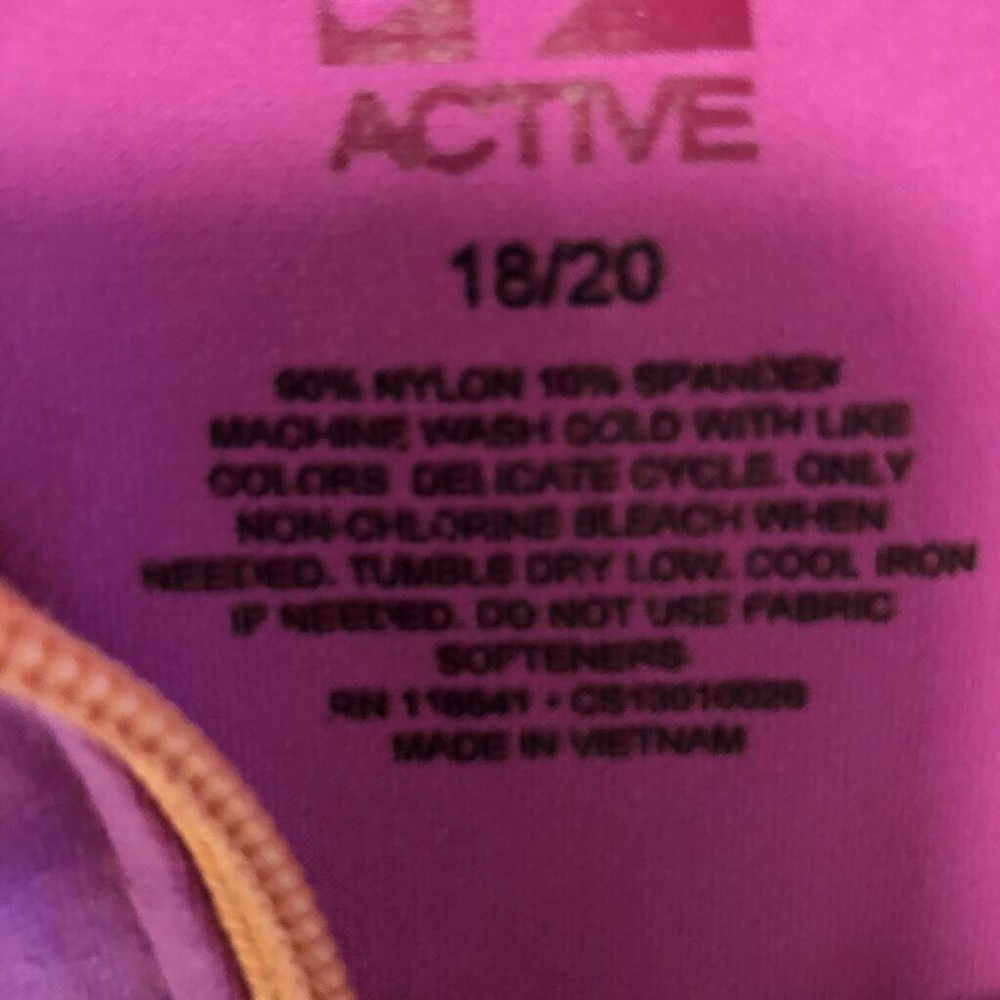 ACTIVE
18/20
90% NYLON 10% SPANDEX
MACHINE WASH COLD WITH LIKE
COLORS. DELICATE CYCLE. ONLY
NON-CHLORINE BLEACH WHEN
NEEDED. TUMBLE DRY LOW. COOL IRON
IF NEEDED. DO NOT USE FABRIC
SOFTENERS
RN 118641 •
MADE IN VIETNAM